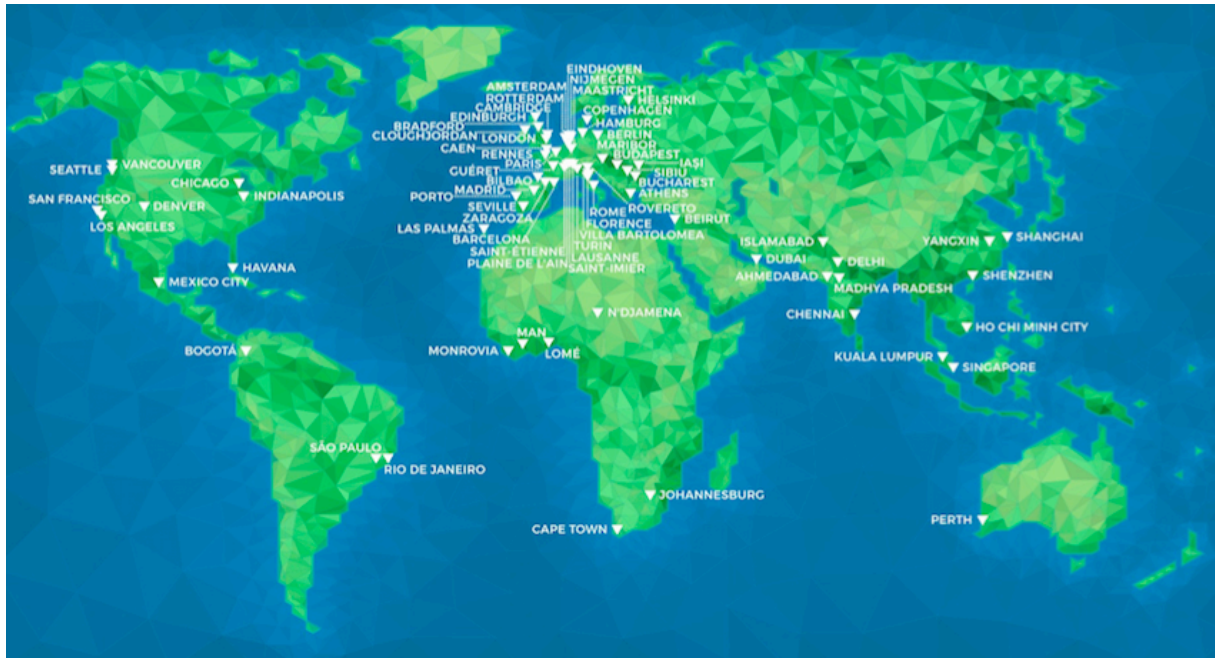 EINDHOVEN
NIJMEGEN
AMSTERDAM
MAASTRICHT
ROTTERDAM
HELSINKI
CAMBRIDGE
COPENHAGEN
EDINBURGH
HAMBURG
BRADFORD
CLOUGHJORDAN
LONDON
BERLIN
MARIBOR
CAEN
RENNES
BUDAPEST
PARIS
IASI
SEATTLE
VANCOUVER
GUÉRET
SIBIU
BILBAO
BUCHAREST
CHICAGO
MADRID
ATHENS
PORTO
INDIANAPOLIS
SAN FRANCISCO
DENVER
SEVILLE
ROME
ROVERETO
ZARAGOZA
BEIRUT
LOS ANGELES
FLORENCE
LAS PALMAS
VILLA BARTOLOMEA
BARCELONA
TURIN
ISLAMABAD
YANGXIN
SHANGHAI
SAINT-ÉTIENNE
LAUSANNE
DUBAI
DELHI
PLAINE DE L'AIN
SAINT-IMIER
HAVANA
AHMEDABAD
SHENZHEN
MEXICO CITY
MADHYA PRADESH
N'DJAMENA
CHENNAI
HO CHI MINH CITY
MAN
BOGOTÁ
MONROVIA
LOMÉ
KUALA LUMPUR
SINGAPORE
SÃO PAULO
RIO DE JANEIRO
JOHANNESBURG
PERTH
CAPE TOWN